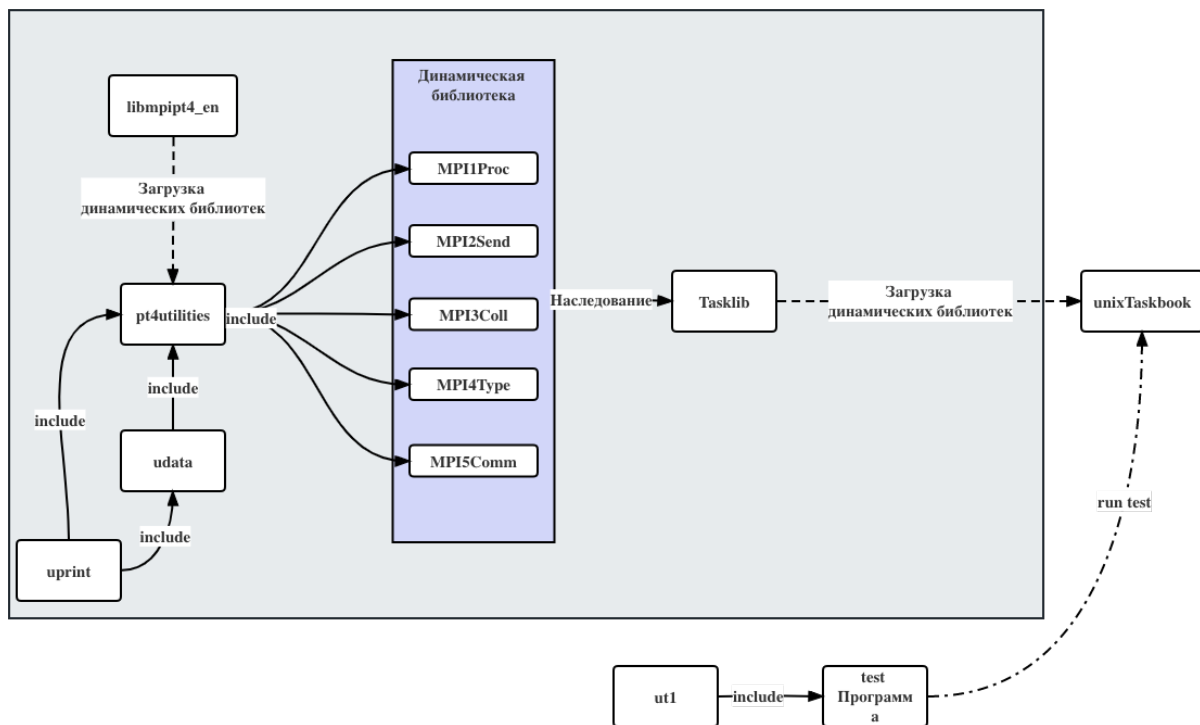 Динамическая
библиотека
libmpipt4_en
MPI1Proc
Загрузка
динамических библиотек
MPI2Send
pt4utilities
include
MPI3Coll
Наследование
Tasklib
Загрузка
динамических библиотек
unixTaskbook
include
MPI4Type
include
udata
MPI5Comm
include
uprint
run test
ut1
include
test
Программ
а